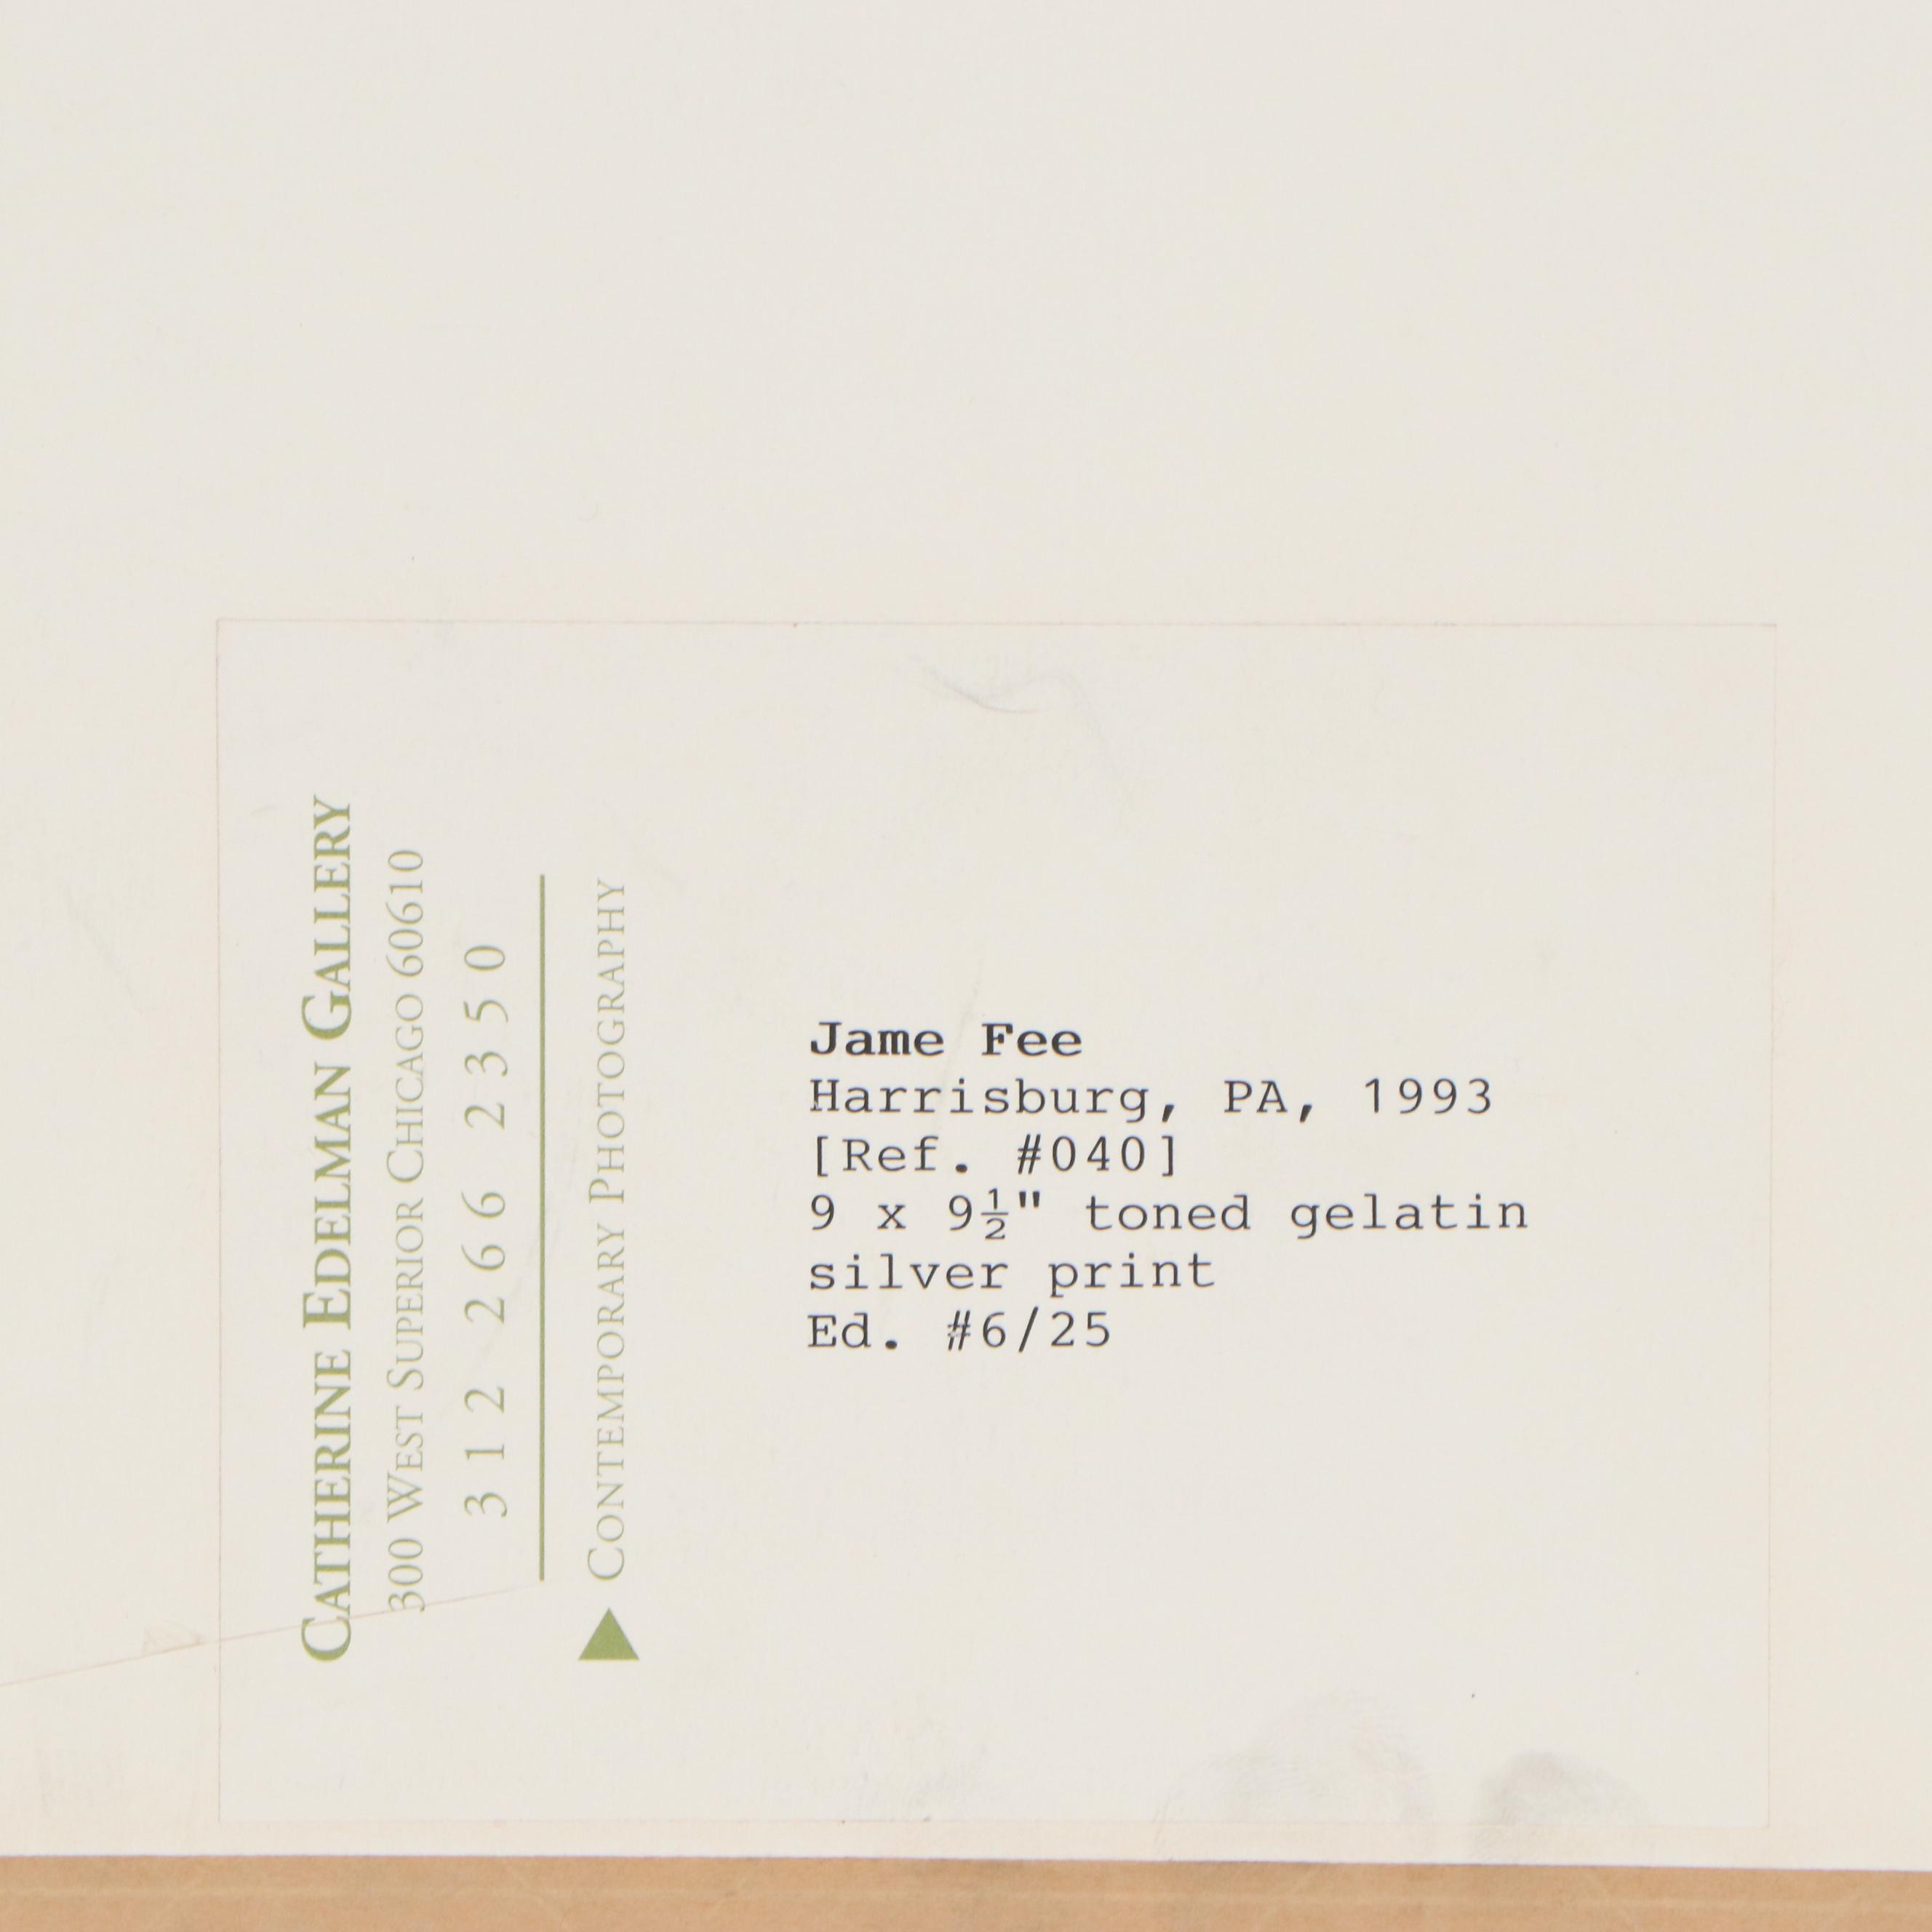 CATHERINE EDELMAN GALLERY
300 WEST SUPERIOR CHICAGO 60610
312 266 2350
CONTEMPORARY PHOTOGRAPHY
Jame Fee
Harrisburg, PA, 1993
[Ref. #040]
9 x 9½" toned gelatin
silver print
Ed. #6/25